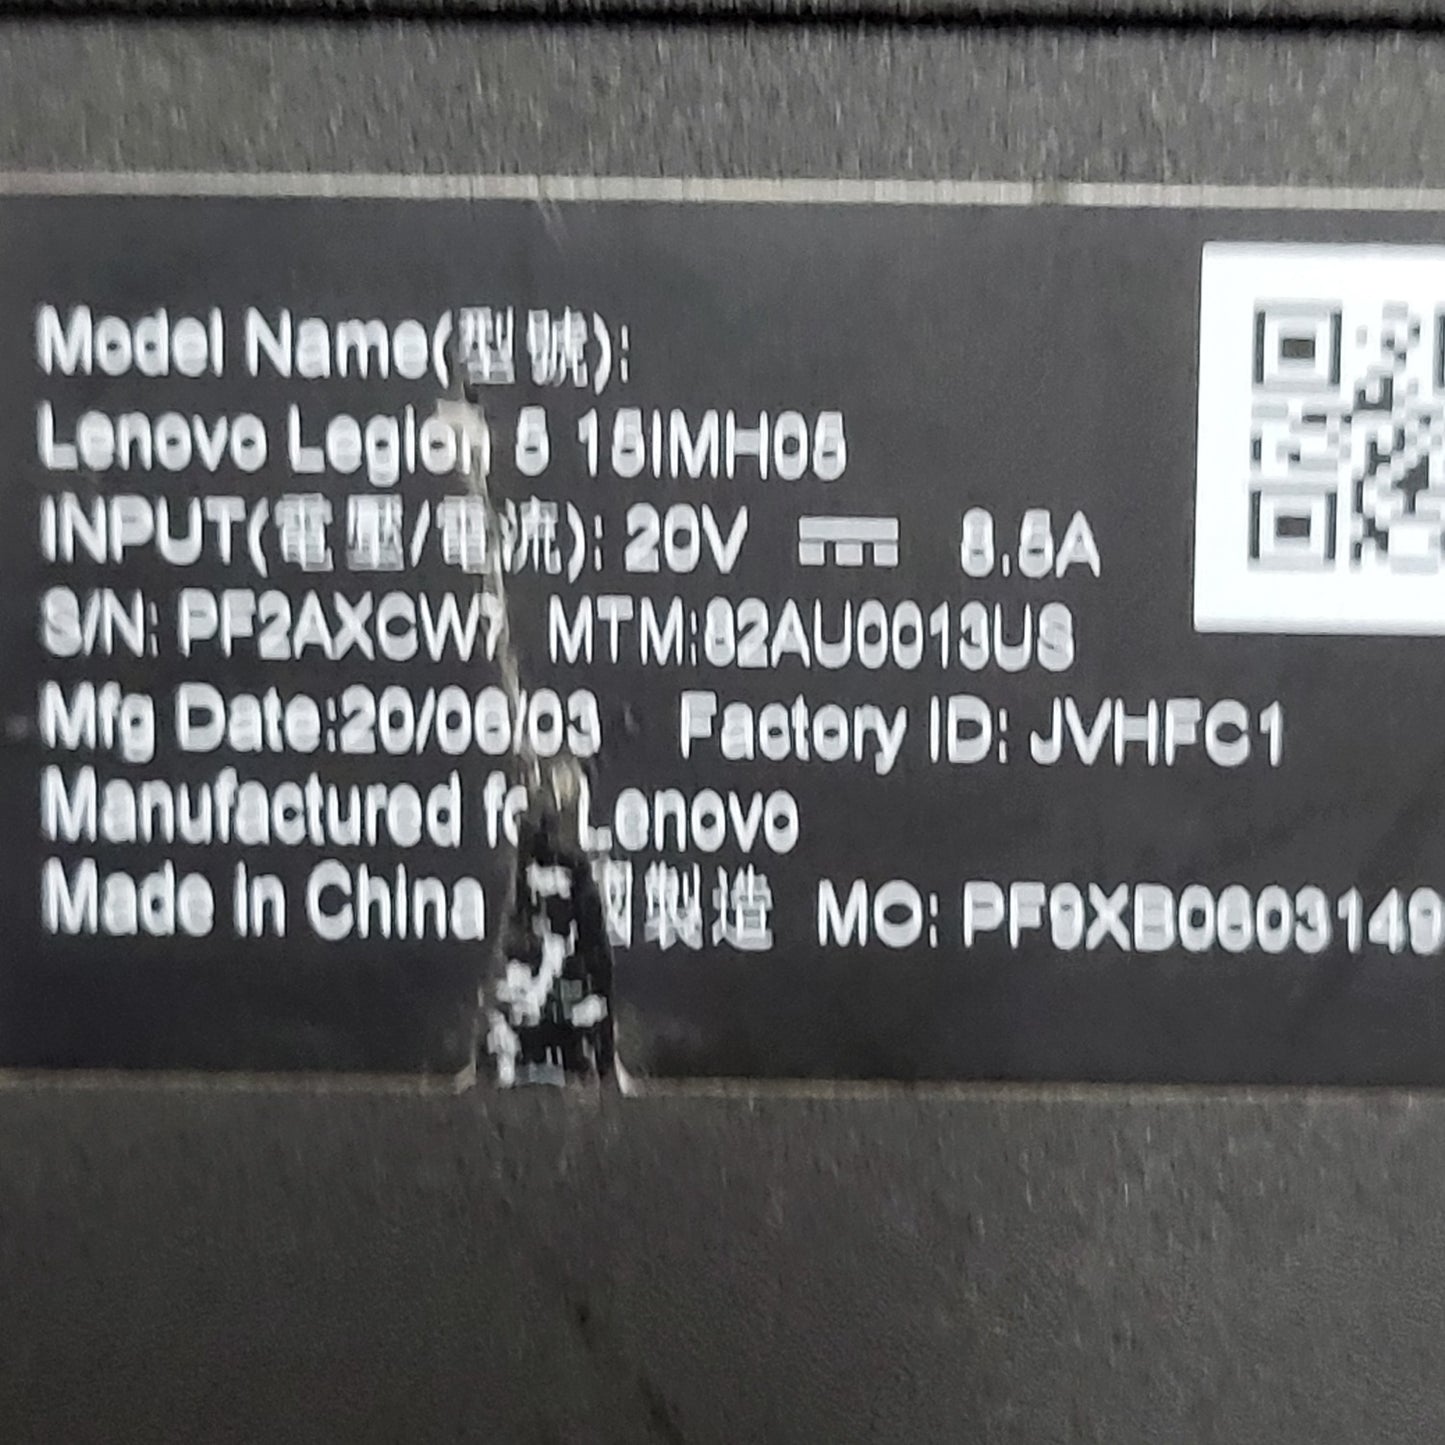 Model Name(型號):
Lenovo Legion 5 15IMH05
INPUT(電壓/電流): 20V ⎓ 8.5A
S/N: PF2AXCW7 MTM:82AU0013US
Mfg Date:20/06/03 Factory ID: JVHFC1
Manufactured for Lenovo
Made in China 製造 MO: